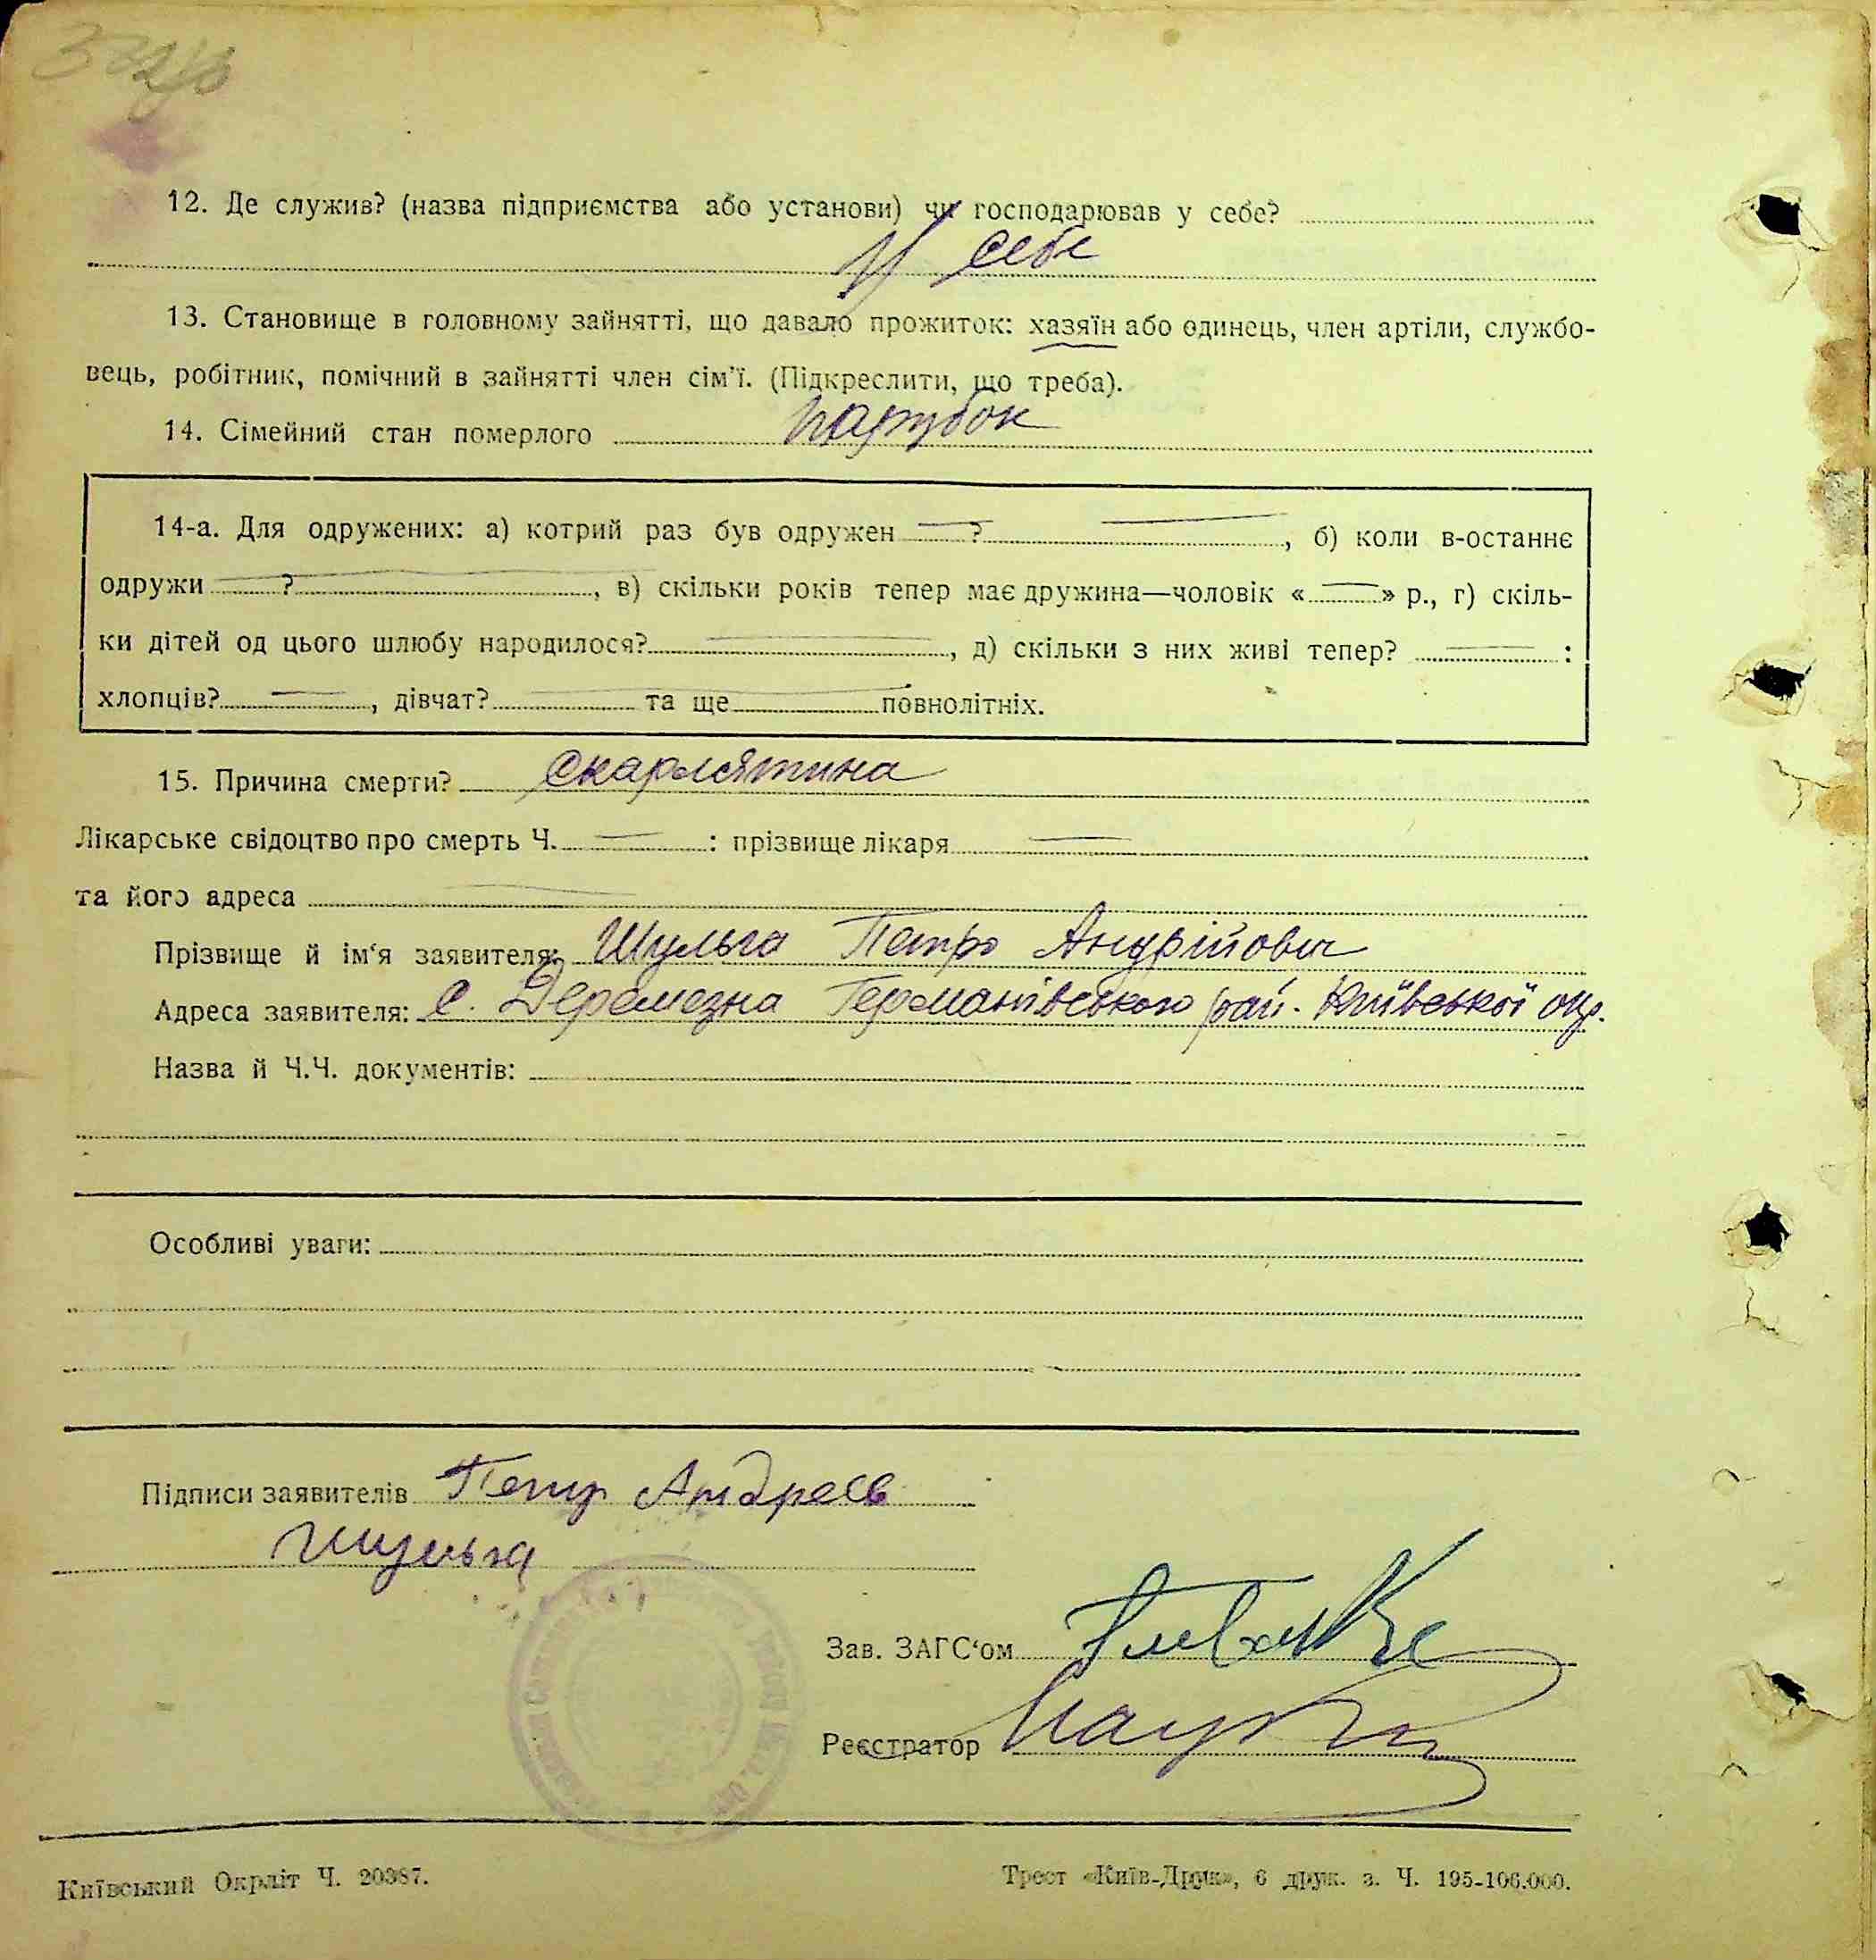 12. Де служив? (назва підприємства або установи) чи господарював у себе?
У себе
13. Становище в головному зайнятті, що давало прожиток: хазяїн або одинець, член артіли, службо-
вець, робітник, помічний в зайнятті член сім'ї. (Підкреслити, що треба).
14. Сімейний стан померлого парубок
14-а. Для одружених: а) котрий раз був одружен ? , б) коли в-останнє
одружи ? , в) скільки років тепер має дружина—чоловік « » р., г) скіль-
ки дітей од цього шлюбу народилося? , д) скільки з них живі тепер? :
хлопців? , дівчат? та ще повнолітніх.
15. Причина смерти? Скарлятина
Лікарське свідоцтво про смерть Ч. : прізвище лікаря
та його адреса
Прізвище й ім'я заявителя: Шульга Петро Андрійович
Адреса заявителя: С. Деремезна Германівського рай. Київської окр.
Назва й Ч.Ч. документів:
Особливі уваги:
Підписи заявителів Петр Андреєв
Шульга
Зав. ЗАГС'ом
Реєстратор
Київський Окрліт Ч. 20387.
Трест «Київ-Друк», 6 друк. з. Ч. 195-106.000.